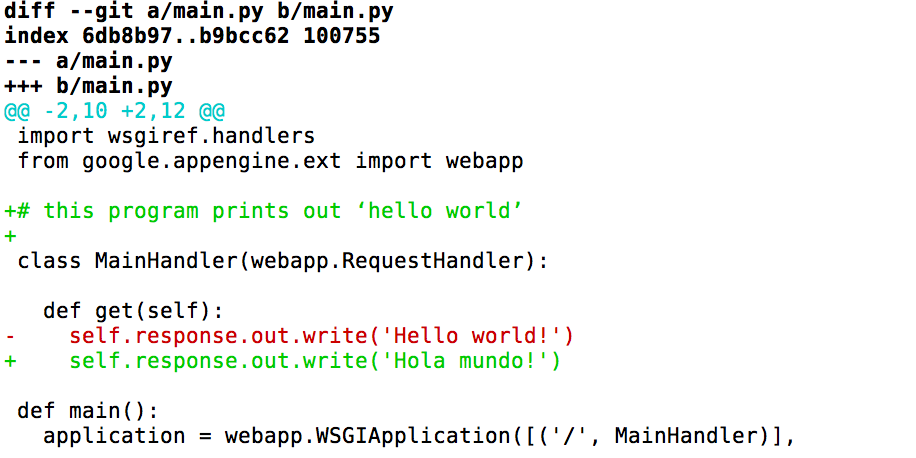 diff --git a/main.py b/main.py
index 6db8b97..b9bcc62 100755
--- a/main.py
+++ b/main.py
@@ -2,10 +2,12 @@
 import wsgiref.handlers
 from google.appengine.ext import webapp

+# this program prints out ‘hello world’
+
 class MainHandler(webapp.RequestHandler):

   def get(self):
-    self.response.out.write('Hello world!')
+    self.response.out.write('Hola mundo!')

 def main():
   application = webapp.WSGIApplication([('/', MainHandler)],